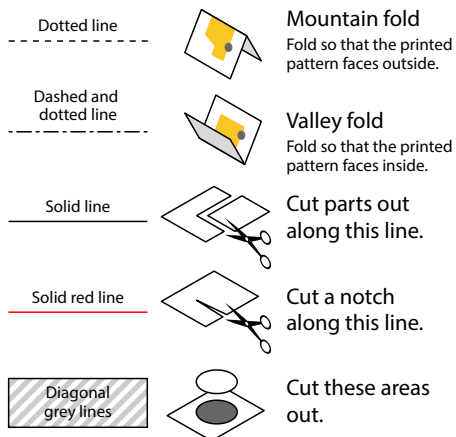 Dotted line
Mountain fold
Fold so that the printed
pattern faces outside.
Dashed and
dotted line
Valley fold
Fold so that the printed
pattern faces inside.
Solid line
Cut parts out
along this line.
Solid red line
Cut a notch
along this line.
Diagonal
grey lines
Cut these areas
out.